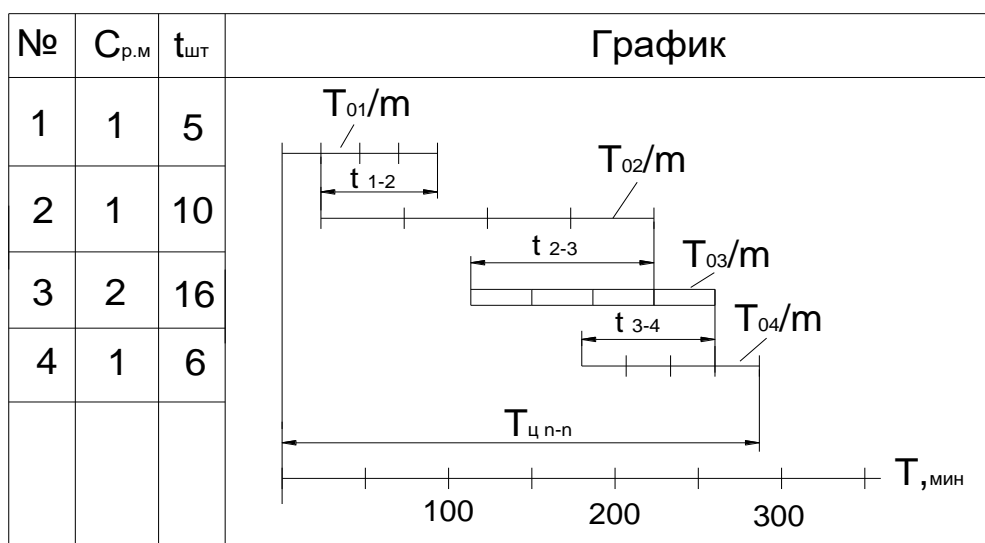 № Cр.м tшт График
1 1 5
2 1 10
3 2 16
4 1 6
T01/m
t 1-2
T02/m
t 2-3
T03/m
t 3-4
T04/m
Tц n-n
T,мин
100 200 300